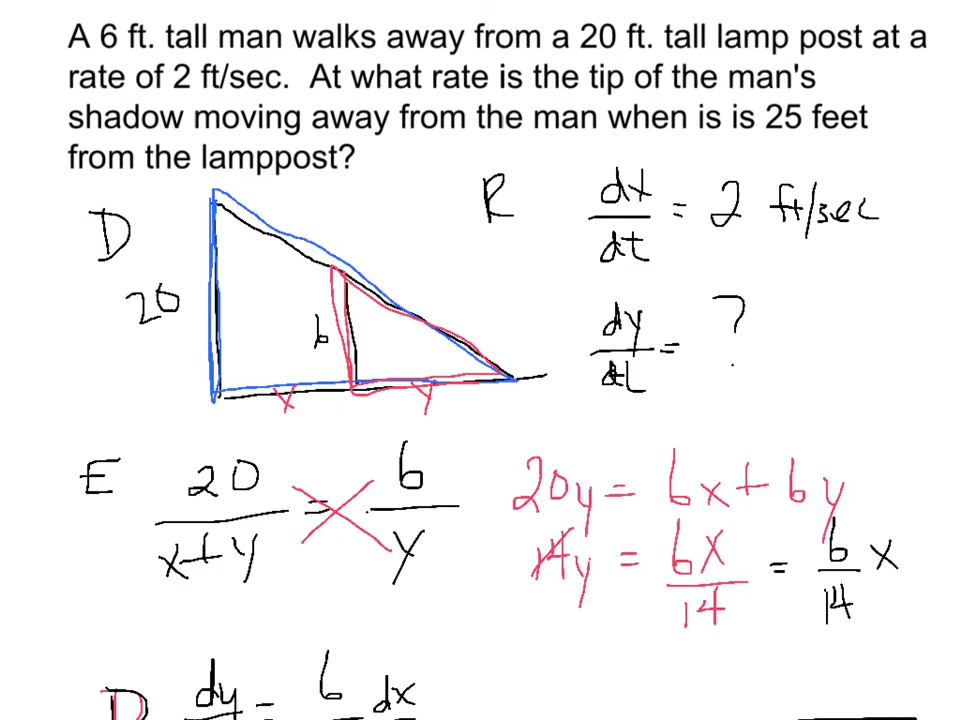 A 6 ft. tall man walks away from a 20 ft. tall lamp post at a
rate of 2 ft/sec.  At what rate is the tip of the man's
shadow moving away from the man when is is 25 feet
from the lamppost?
D
20
6
x y
R dx/dt = 2 ft/sec
dy/dt = ?
E 20/(x+y) = 6/y
20y = 6x + 6y
14y = 6x/14 = 6/14 x
D dy = 6 dx